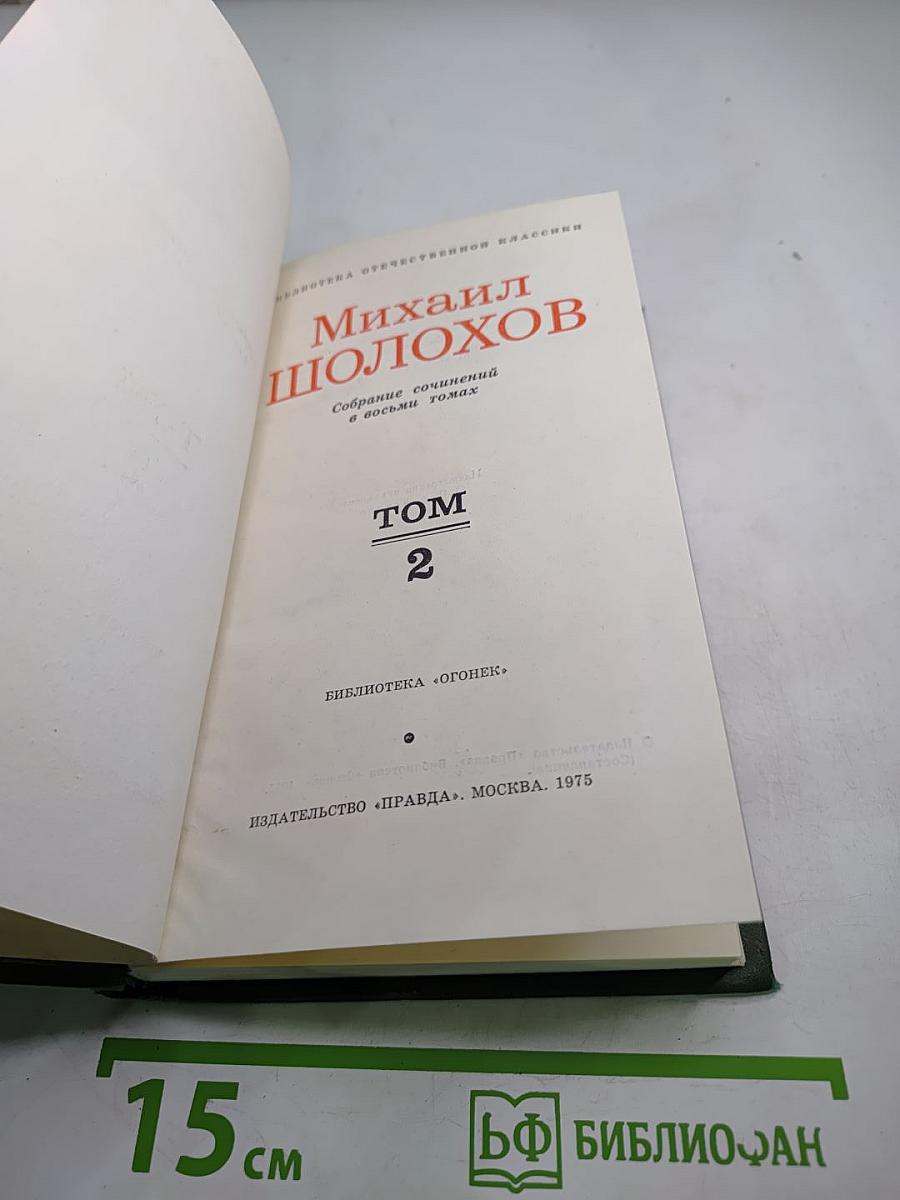 БИБЛИОТЕКА ОТЕЧЕСТВЕННОЙ КЛАССИКИ
Михаил
ШОЛОХОВ
Собрание сочинений
в восьми томах
ТОМ
2
БИБЛИОТЕКА «ОГОНЕК»
ИЗДАТЕЛЬСТВО «ПРАВДА». МОСКВА. 1975
15 см
БФ БИБЛИОФАН